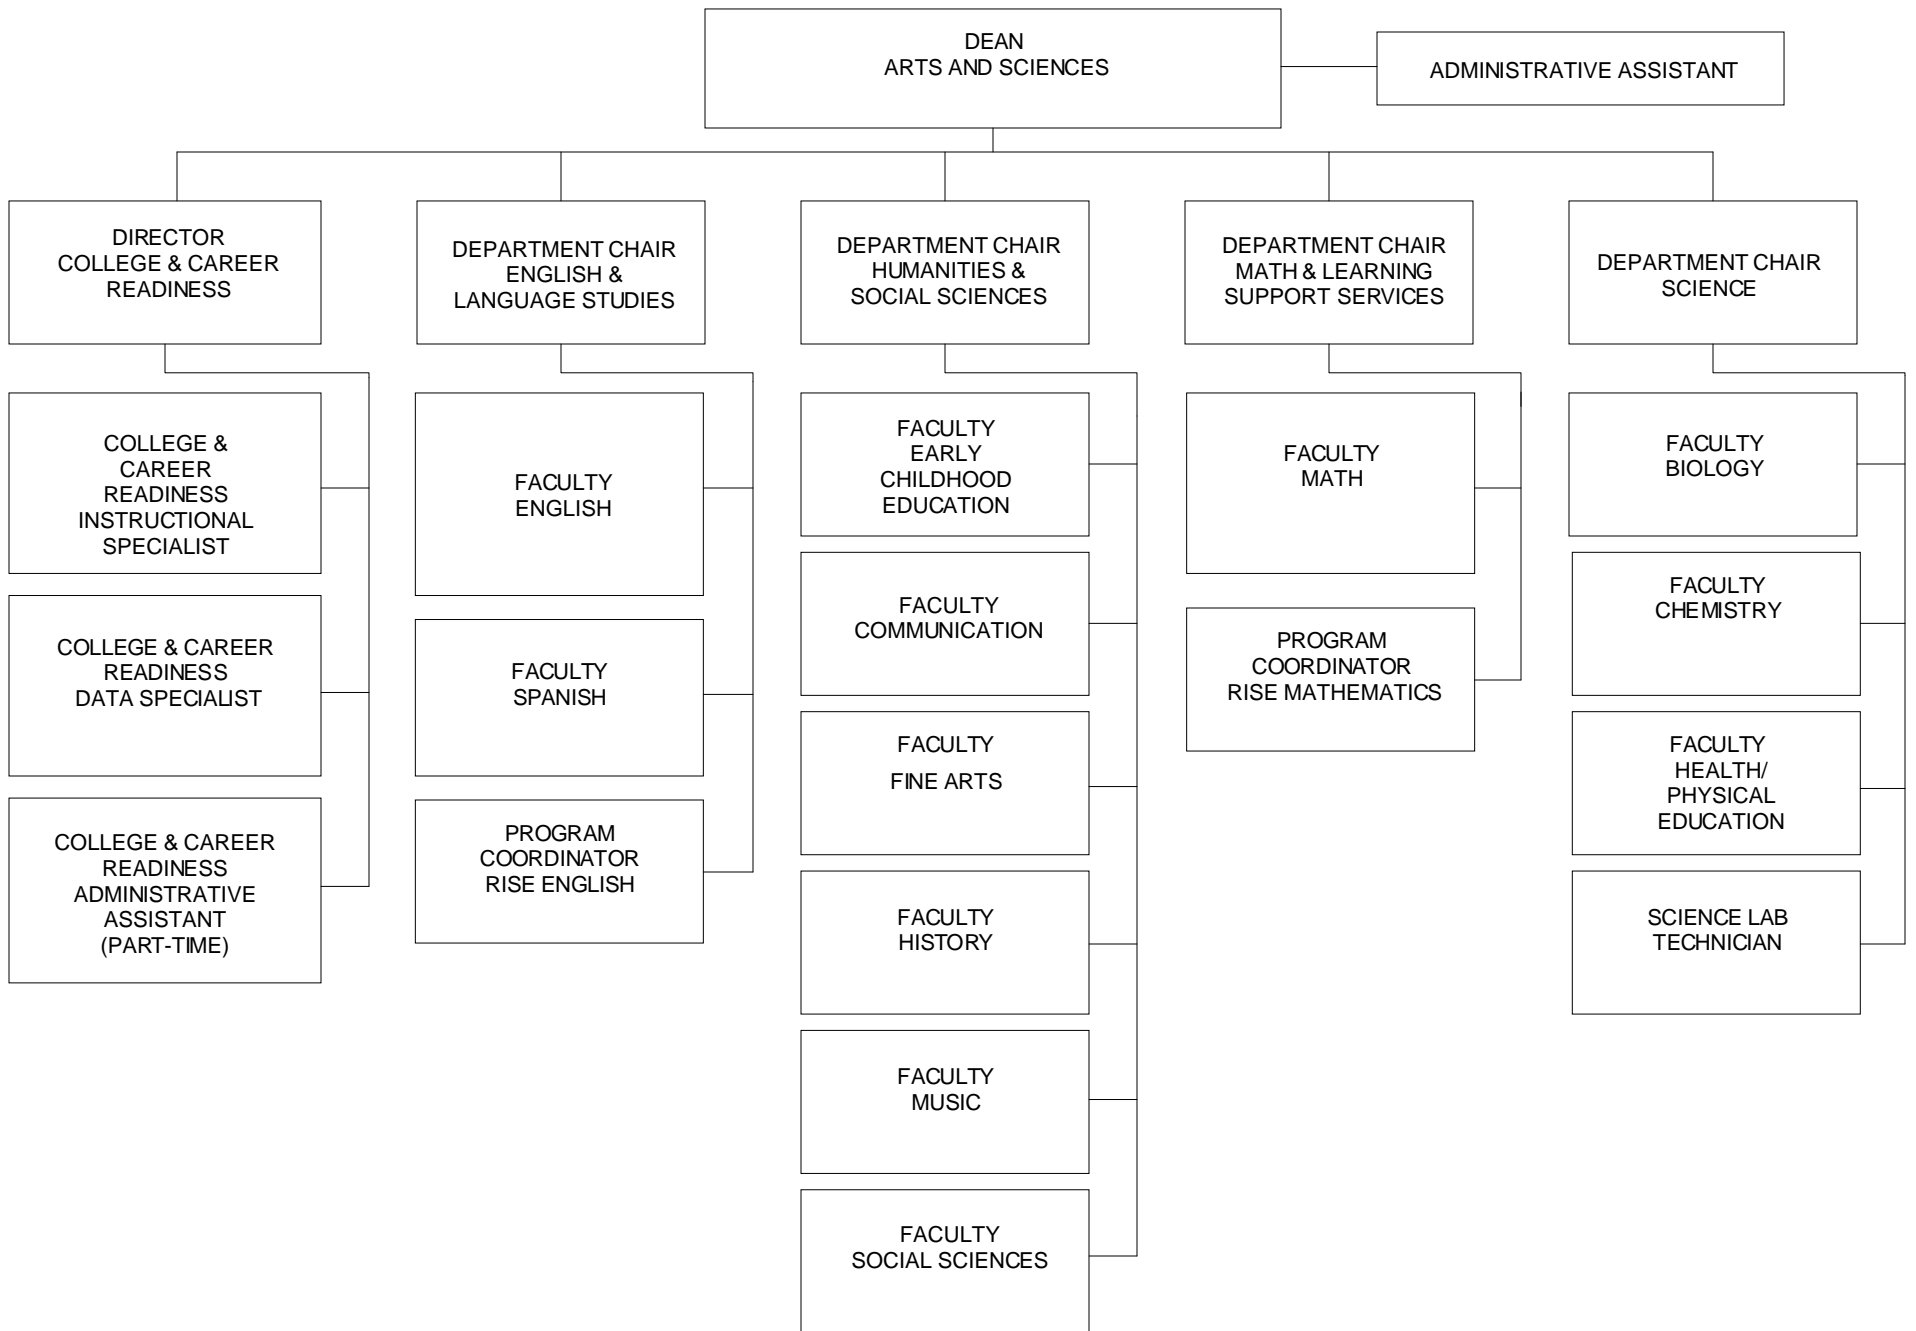 DEAN
ARTS AND SCIENCES
ADMINISTRATIVE ASSISTANT
DIRECTOR
COLLEGE & CAREER
READINESS
DEPARTMENT CHAIR
ENGLISH &
LANGUAGE STUDIES
DEPARTMENT CHAIR
HUMANITIES &
SOCIAL SCIENCES
DEPARTMENT CHAIR
MATH & LEARNING
SUPPORT SERVICES
DEPARTMENT CHAIR
SCIENCE
COLLEGE &
CAREER
READINESS
INSTRUCTIONAL
SPECIALIST
COLLEGE & CAREER
READINESS
DATA SPECIALIST
COLLEGE & CAREER
READINESS
ADMINISTRATIVE
ASSISTANT
(PART-TIME)
FACULTY
ENGLISH
FACULTY
SPANISH
PROGRAM
COORDINATOR
RISE ENGLISH
FACULTY
EARLY
CHILDHOOD
EDUCATION
FACULTY
COMMUNICATION
FACULTY
FINE ARTS
FACULTY
HISTORY
FACULTY
MUSIC
FACULTY
SOCIAL SCIENCES
FACULTY
MATH
PROGRAM
COORDINATOR
RISE MATHEMATICS
FACULTY
BIOLOGY
FACULTY
CHEMISTRY
FACULTY
HEALTH/
PHYSICAL
EDUCATION
SCIENCE LAB
TECHNICIAN